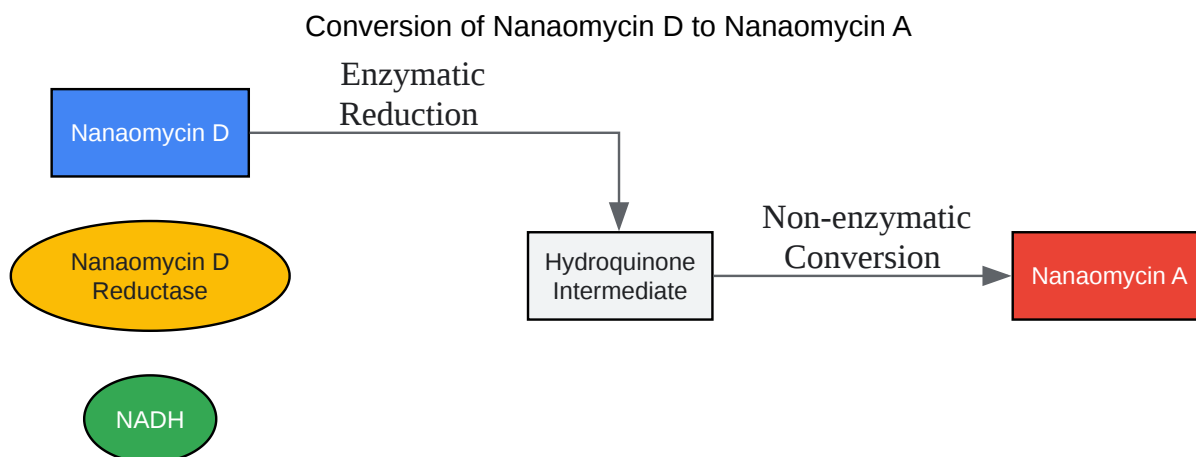 Conversion of Nanaomycin D to Nanaomycin A
Enzymatic
Reduction
Nanaomycin D
Non-enzymatic
Conversion
Nanaomycin D
Reductase
Hydroquinone
Intermediate
Nanaomycin A
NADH